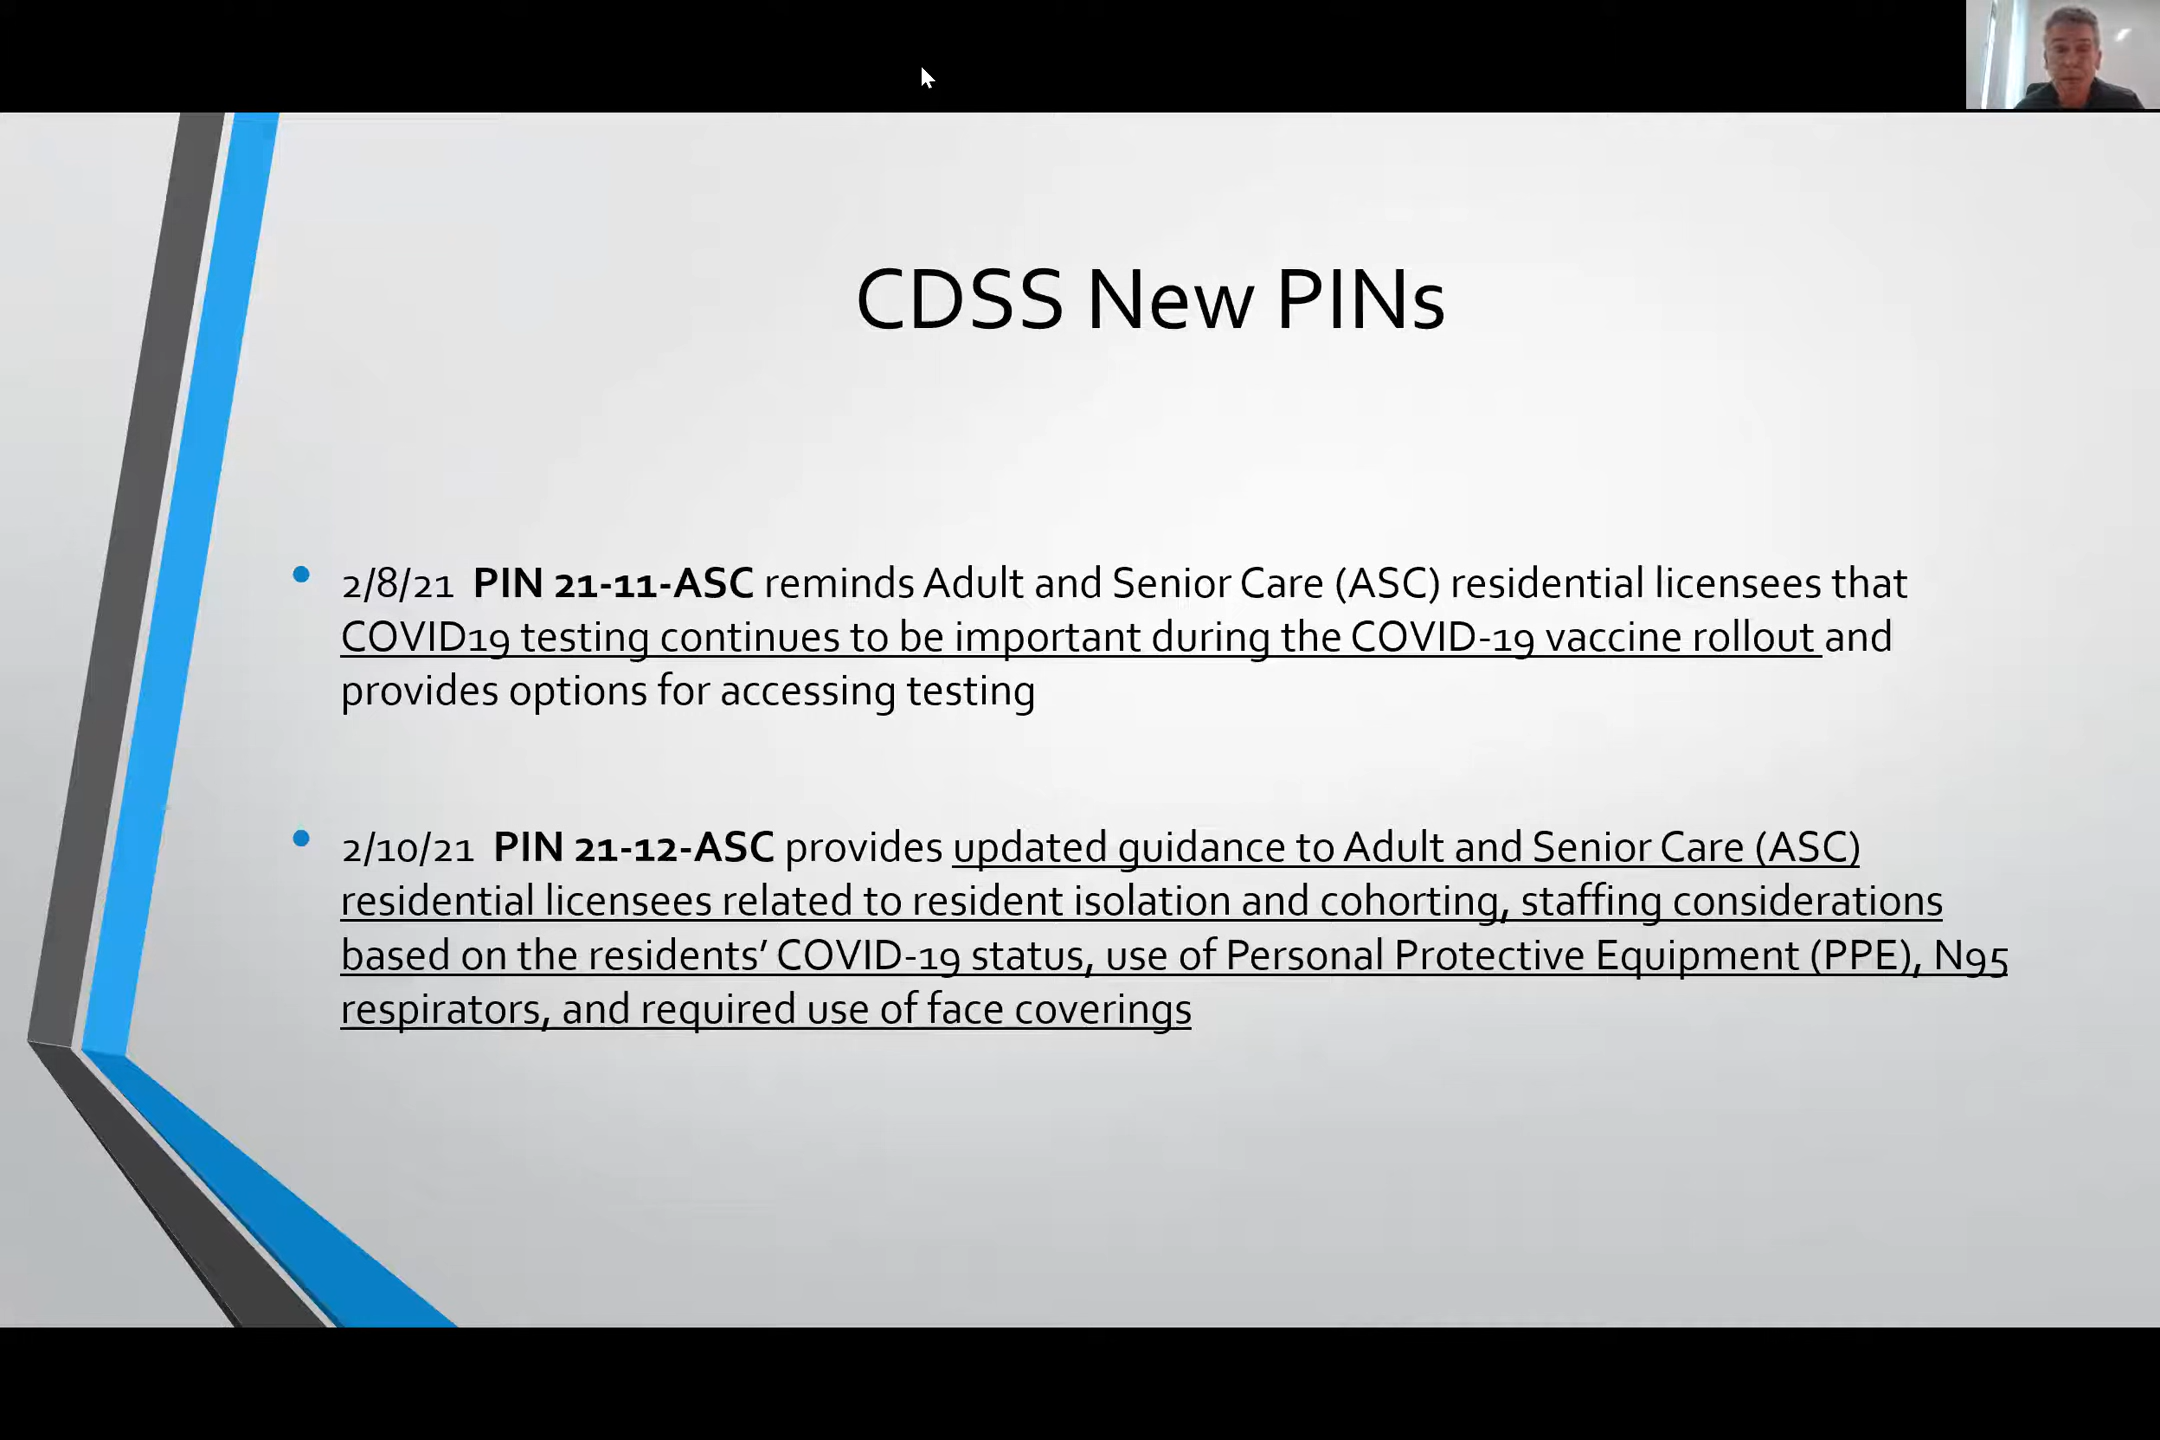 CDSS New PINs
• 2/8/21 PIN 21-11-ASC reminds Adult and Senior Care (ASC) residential licensees that
COVID19 testing continues to be important during the COVID-19 vaccine rollout and
provides options for accessing testing
• 2/10/21 PIN 21-12-ASC provides updated guidance to Adult and Senior Care (ASC)
residential licensees related to resident isolation and cohorting, staffing considerations
based on the residents’ COVID-19 status, use of Personal Protective Equipment (PPE), N95
respirators, and required use of face coverings